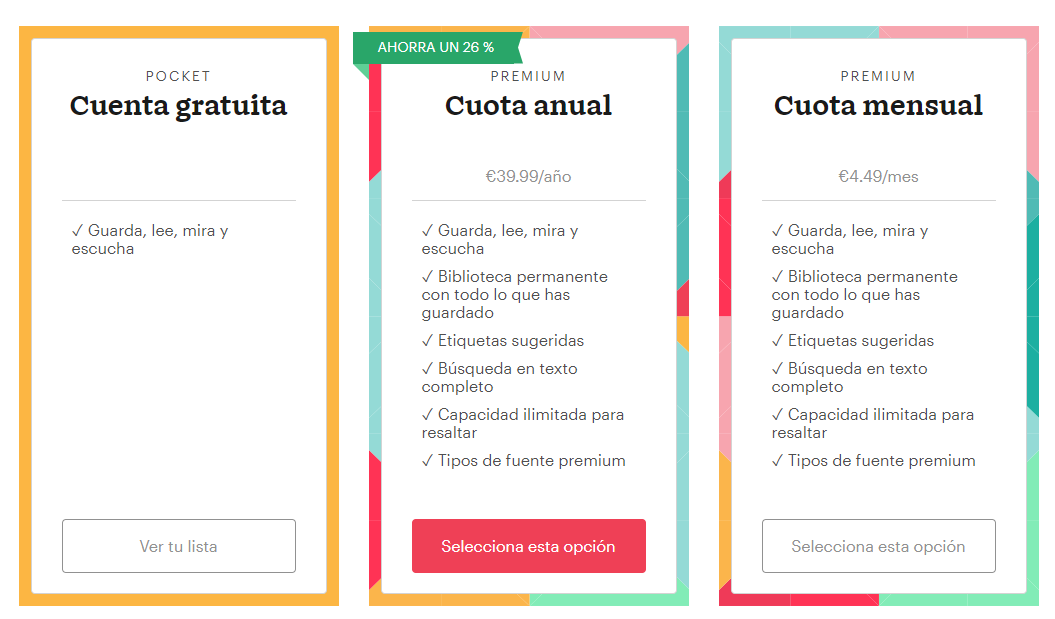 POCKET
Cuenta gratuita
✓ Guarda, lee, mira y
escucha
Ver tu lista
AHORRA UN 26 %
PREMIUM
Cuota anual
€39.99/año
✓ Guarda, lee, mira y
escucha
✓ Biblioteca permanente
con todo lo que has
guardado
✓ Etiquetas sugeridas
✓ Búsqueda en texto
completo
✓ Capacidad ilimitada para
resaltar
✓ Tipos de fuente premium
Selecciona esta opción
PREMIUM
Cuota mensual
€4.49/mes
✓ Guarda, lee, mira y
escucha
✓ Biblioteca permanente
con todo lo que has
guardado
✓ Etiquetas sugeridas
✓ Búsqueda en texto
completo
✓ Capacidad ilimitada para
resaltar
✓ Tipos de fuente premium
Selecciona esta opción